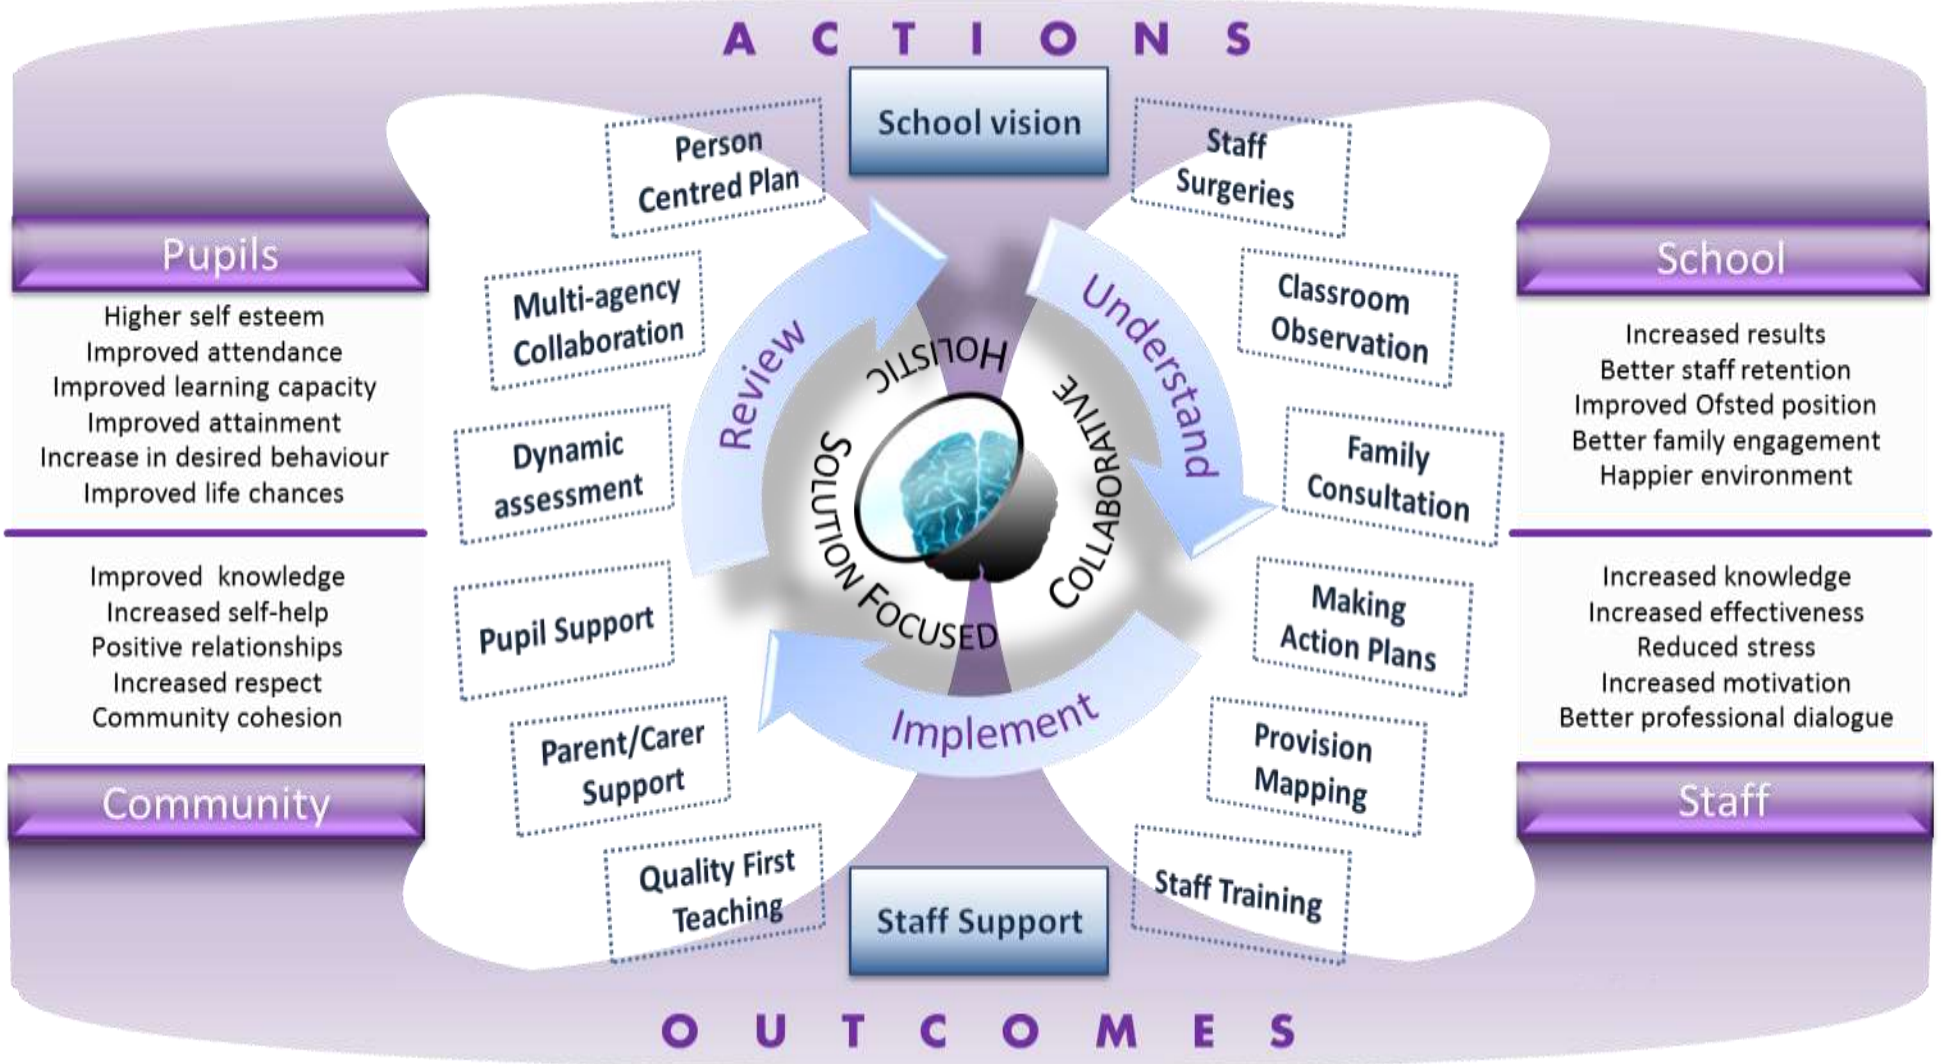 ACTIONS
School vision
Person
Centred Plan
Multi-agency
Collaboration
Dynamic
assessment
Pupil Support
Parent/Carer
Support
Quality First
Teaching
Staff
Surgeries
Classroom
Observation
Family
Consultation
Making
Action Plans
Provision
Mapping
Staff Training
Staff Support
Review
Understand
Implement
HOLISTIC
COLLABORATIVE
SOLUTION FOCUSED
Pupils
Higher self esteem
Improved attendance
Improved learning capacity
Improved attainment
Increase in desired behaviour
Improved life chances
Improved knowledge
Increased self-help
Positive relationships
Increased respect
Community cohesion
Community
School
Increased results
Better staff retention
Improved Ofsted position
Better family engagement
Happier environment
Increased knowledge
Increased effectiveness
Reduced stress
Increased motivation
Better professional dialogue
Staff
OUTCOMES